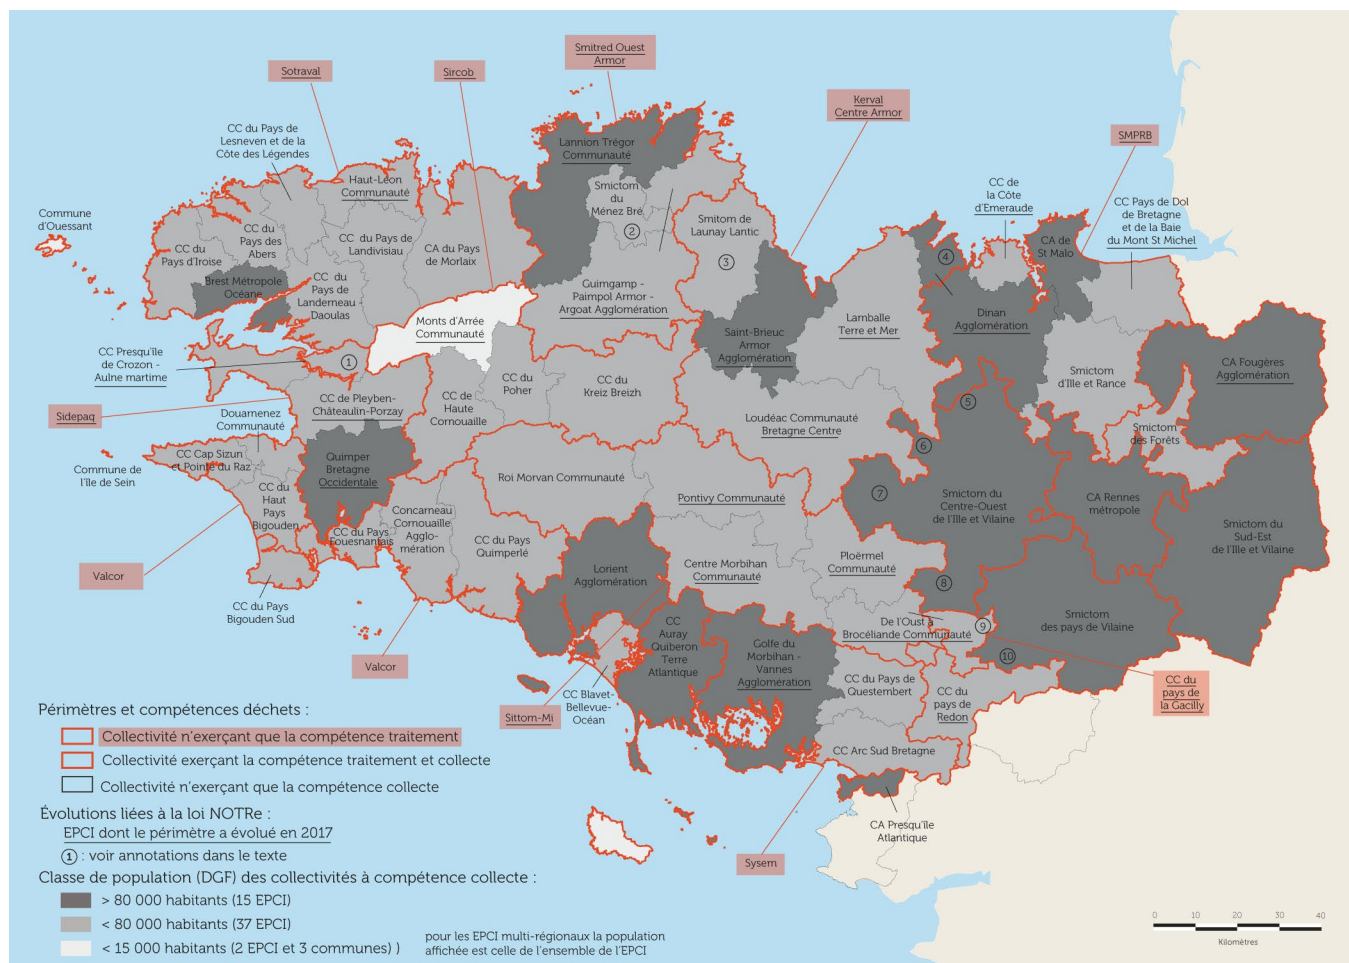 Smitred Ouest
Armor
Sotraval
Sircob
Kerval
Centre Armor
SMPRB
CC du Pays de
Lesneven et de la
Côte des Légendes
Lannion Trégor
Communauté
Haut-Léon
Communauté
Smictom
du
Ménez Bré
2
CC de
la Côte
d'Emeraude
CC Pays de Dol
de Bretagne
et de la Baie
du Mont St Michel
Commune
d'Ouessant
CC du
Pays d'Iroise
CC du
Pays des
Abers
CC du Pays de
Landivisiau
CA du Pays
de Morlaix
Smitom de
Launay Lantic
3
4
CA de
St Malo
Brest Métropole
Océane
CC du
Pays de
Landerneau
Daoulas
Guimgamp -
Paimpol Armor -
Argoat Agglomération
Monts d'Arrée
Communauté
Saint-Brieuc
Armor
Agglomération
Lamballe
Terre et Mer
Dinan
Agglomération
CC Presqu'île
de Crozon -
Aulne martime
1
CC du
Poher
CC du
Kreiz Breizh
Smictom
d'Ille et Rance
CA Fougères
Agglomération
Sidepaq
Douarnenez
Communauté
CC de Pleyben-
Châteaulin-Porzay
CC de
Haute
Cornouaille
Loudéac Communauté
Bretagne Centre
5
6
Smictom
des Forêts
Commune de
l'Ile de Sein
CC Cap Sizun
et Pointe du Raz
Quimper
Bretagne
Occidentale
CC du
Haut
Pays
Bigouden
Roi Morvan Communauté
Pontivy Communauté
7
Smictom du
Centre-Ouest
de l'Ille et Vilaine
CA Rennes
métropole
Smictom du
Sud-Est
de l'Ille et Vilaine
CC du Pays
Fouesnantais
Concarneau
Cornouaille
Agglo-
mération
CC du Pays
Quimperlé
Valcor
CC du Pays
Bigouden Sud
Lorient
Agglomération
Centre Morbihan
Communauté
Ploërmel
Communauté
8
De l'Oust à
Brocéliande Communauté
9
Smictom
des pays de Vilaine
10
CC
Auray
Quiberon
Terre
Atlantique
Golfe du
Morbihan -
Vannes
Agglomération
Valcor
CC Blavet-
Bellevue-
Océan
Sittom-Mi
CC du Pays de
Questembert
CC du
pays de
Redon
CC du
pays de
la Gacilly
CC Arc Sud Bretagne
CA Presqu'île
Atlantique
Sysem
Périmètres et compétences déchets :
Collectivité n'exerçant que la compétence traitement
Collectivité exerçant la compétence traitement et collecte
Collectivité n'exerçant que la compétence collecte
Évolutions liées à la loi NOTRe :
EPCI dont le périmètre a évolué en 2017
1 : voir annotations dans le texte
Classe de population (DGF) des collectivités à compétence collecte :
> 80 000 habitants (15 EPCI)
< 80 000 habitants (37 EPCI)
< 15 000 habitants (2 EPCI et 3 communes) )
pour les EPCI multi-régionaux la population
affichée est celle de l'ensemble de l'EPCI
0 10 20 30 40
Kilomètres